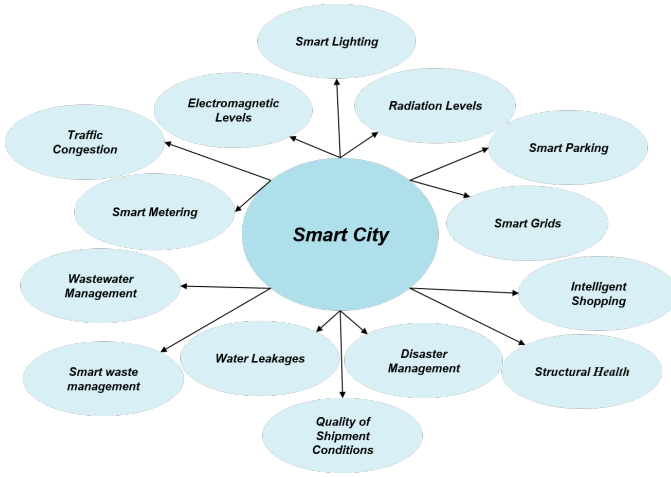 Smart Lighting
Electromagnetic
Levels
Radiation Levels
Traffic
Congestion
Smart Parking
Smart Metering
Smart Grids
Smart City
Wastewater
Management
Intelligent
Shopping
Water Leakages
Disaster
Management
Smart waste
management
Structural Health
Quality of
Shipment
Conditions